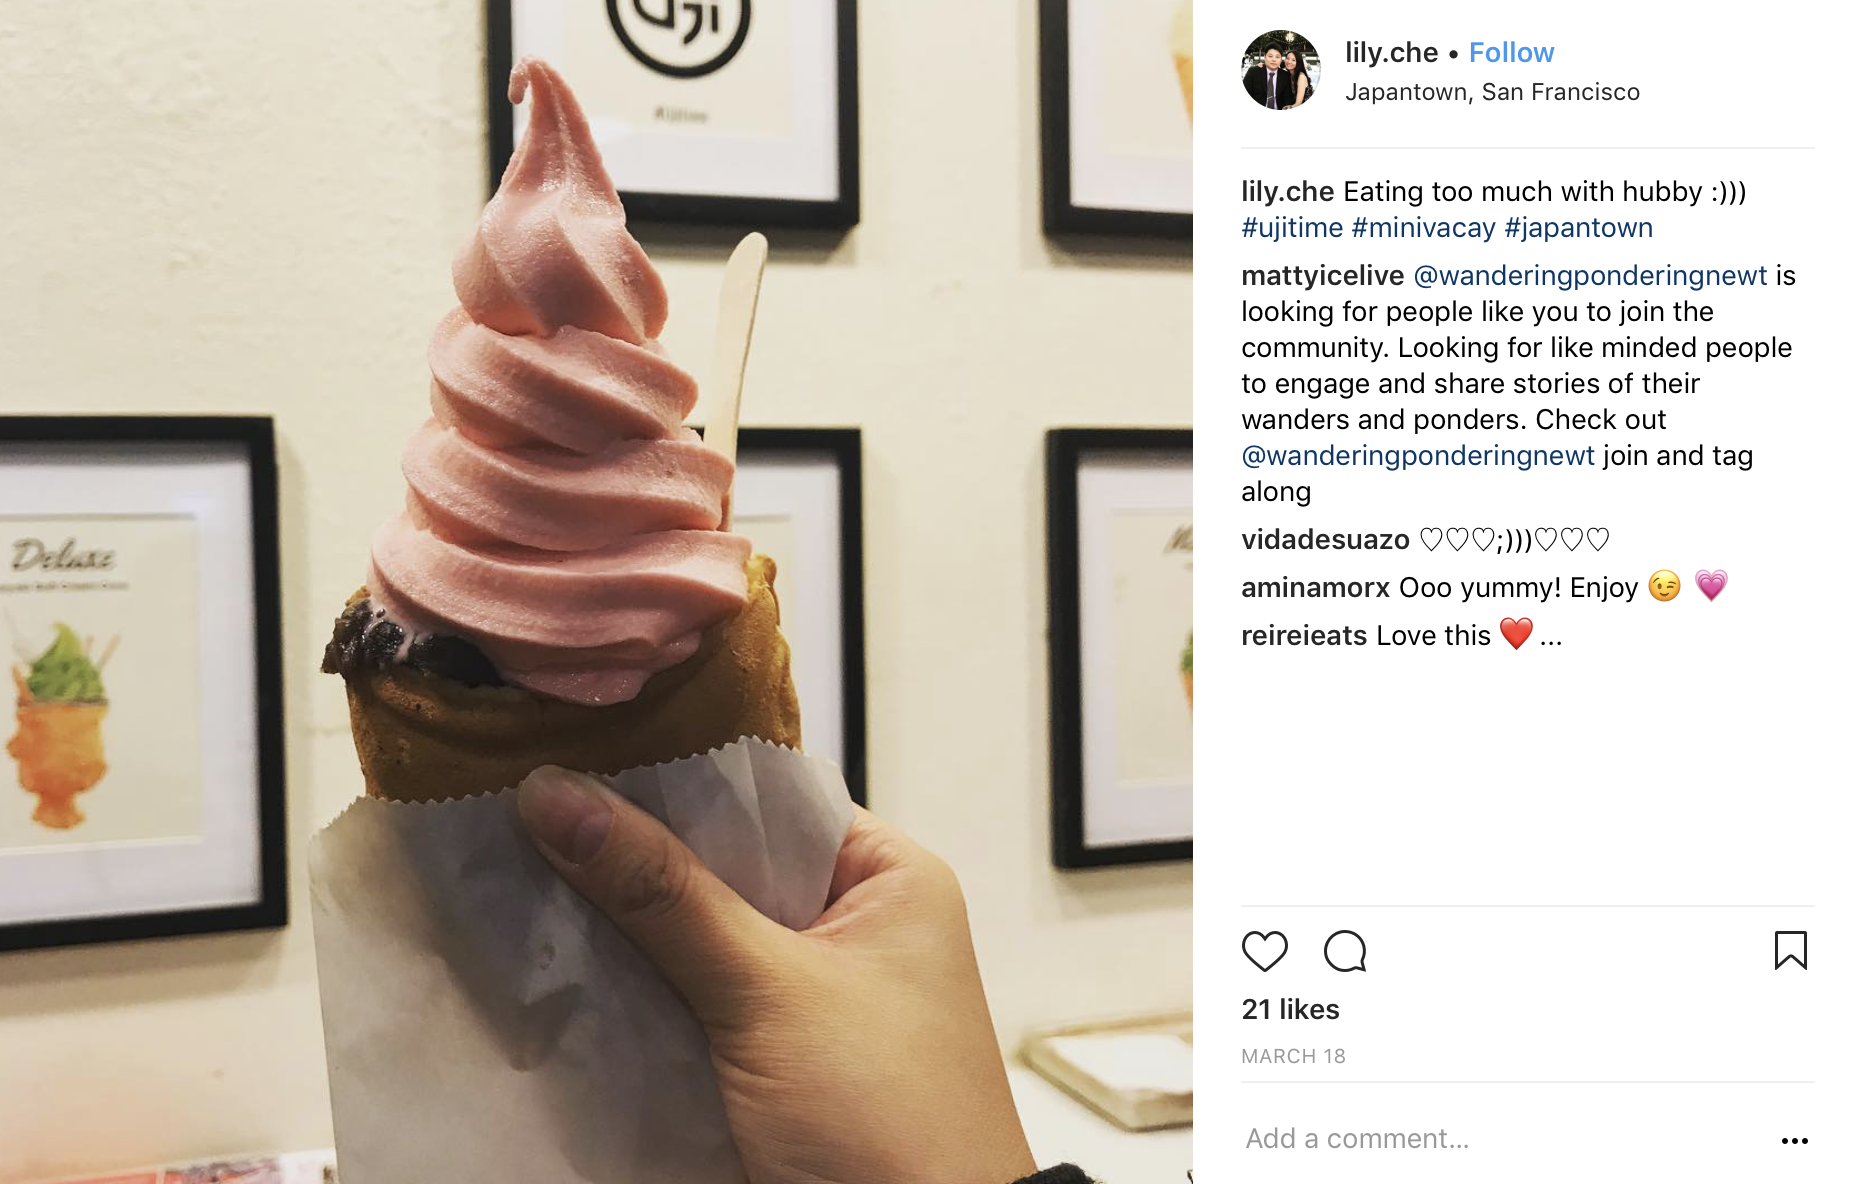 uji
#ujitime
Deluxe
lily.che • Follow
Japantown, San Francisco
lily.che Eating too much with hubby :)))
#ujitime #minivacay #japantown
mattyicelive @wanderingponderingnewt is
looking for people like you to join the
community. Looking for like minded people
to engage and share stories of their
wanders and ponders. Check out
@wanderingponderingnewt join and tag
along
vidadesuazo ♡♡♡;)))♡♡♡
aminamorx Ooo yummy! Enjoy 😉 💗
reireieats Love this ❤️ ...
21 likes
MARCH 18
Add a comment...